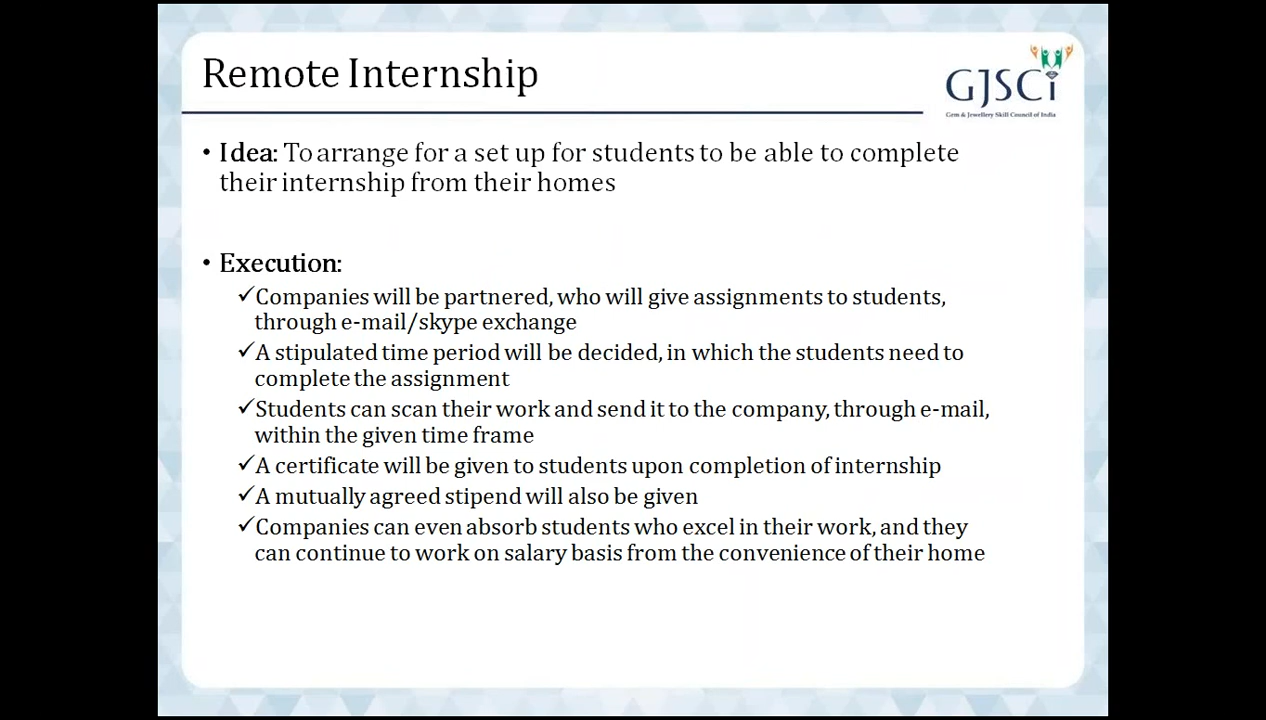 Remote Internship
GJSCi
Gem & Jewellery Skill Council of India
• Idea: To arrange for a set up for students to be able to complete
their internship from their homes
• Execution:
✓Companies will be partnered, who will give assignments to students,
through e-mail/skype exchange
✓A stipulated time period will be decided, in which the students need to
complete the assignment
✓Students can scan their work and send it to the company, through e-mail,
within the given time frame
✓A certificate will be given to students upon completion of internship
✓A mutually agreed stipend will also be given
✓Companies can even absorb students who excel in their work, and they
can continue to work on salary basis from the convenience of their home